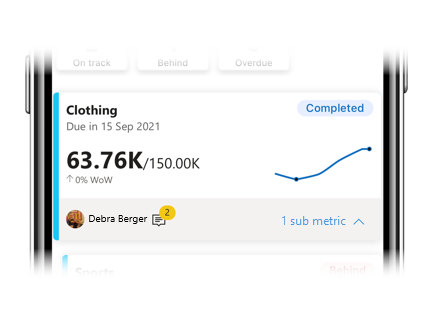 On track Behind Overdue
Clothing Completed
Due in 15 Sep 2021
63.76K/150.00K
↑ 0% WoW
Debra Berger 2 1 sub metric
Sports Behind